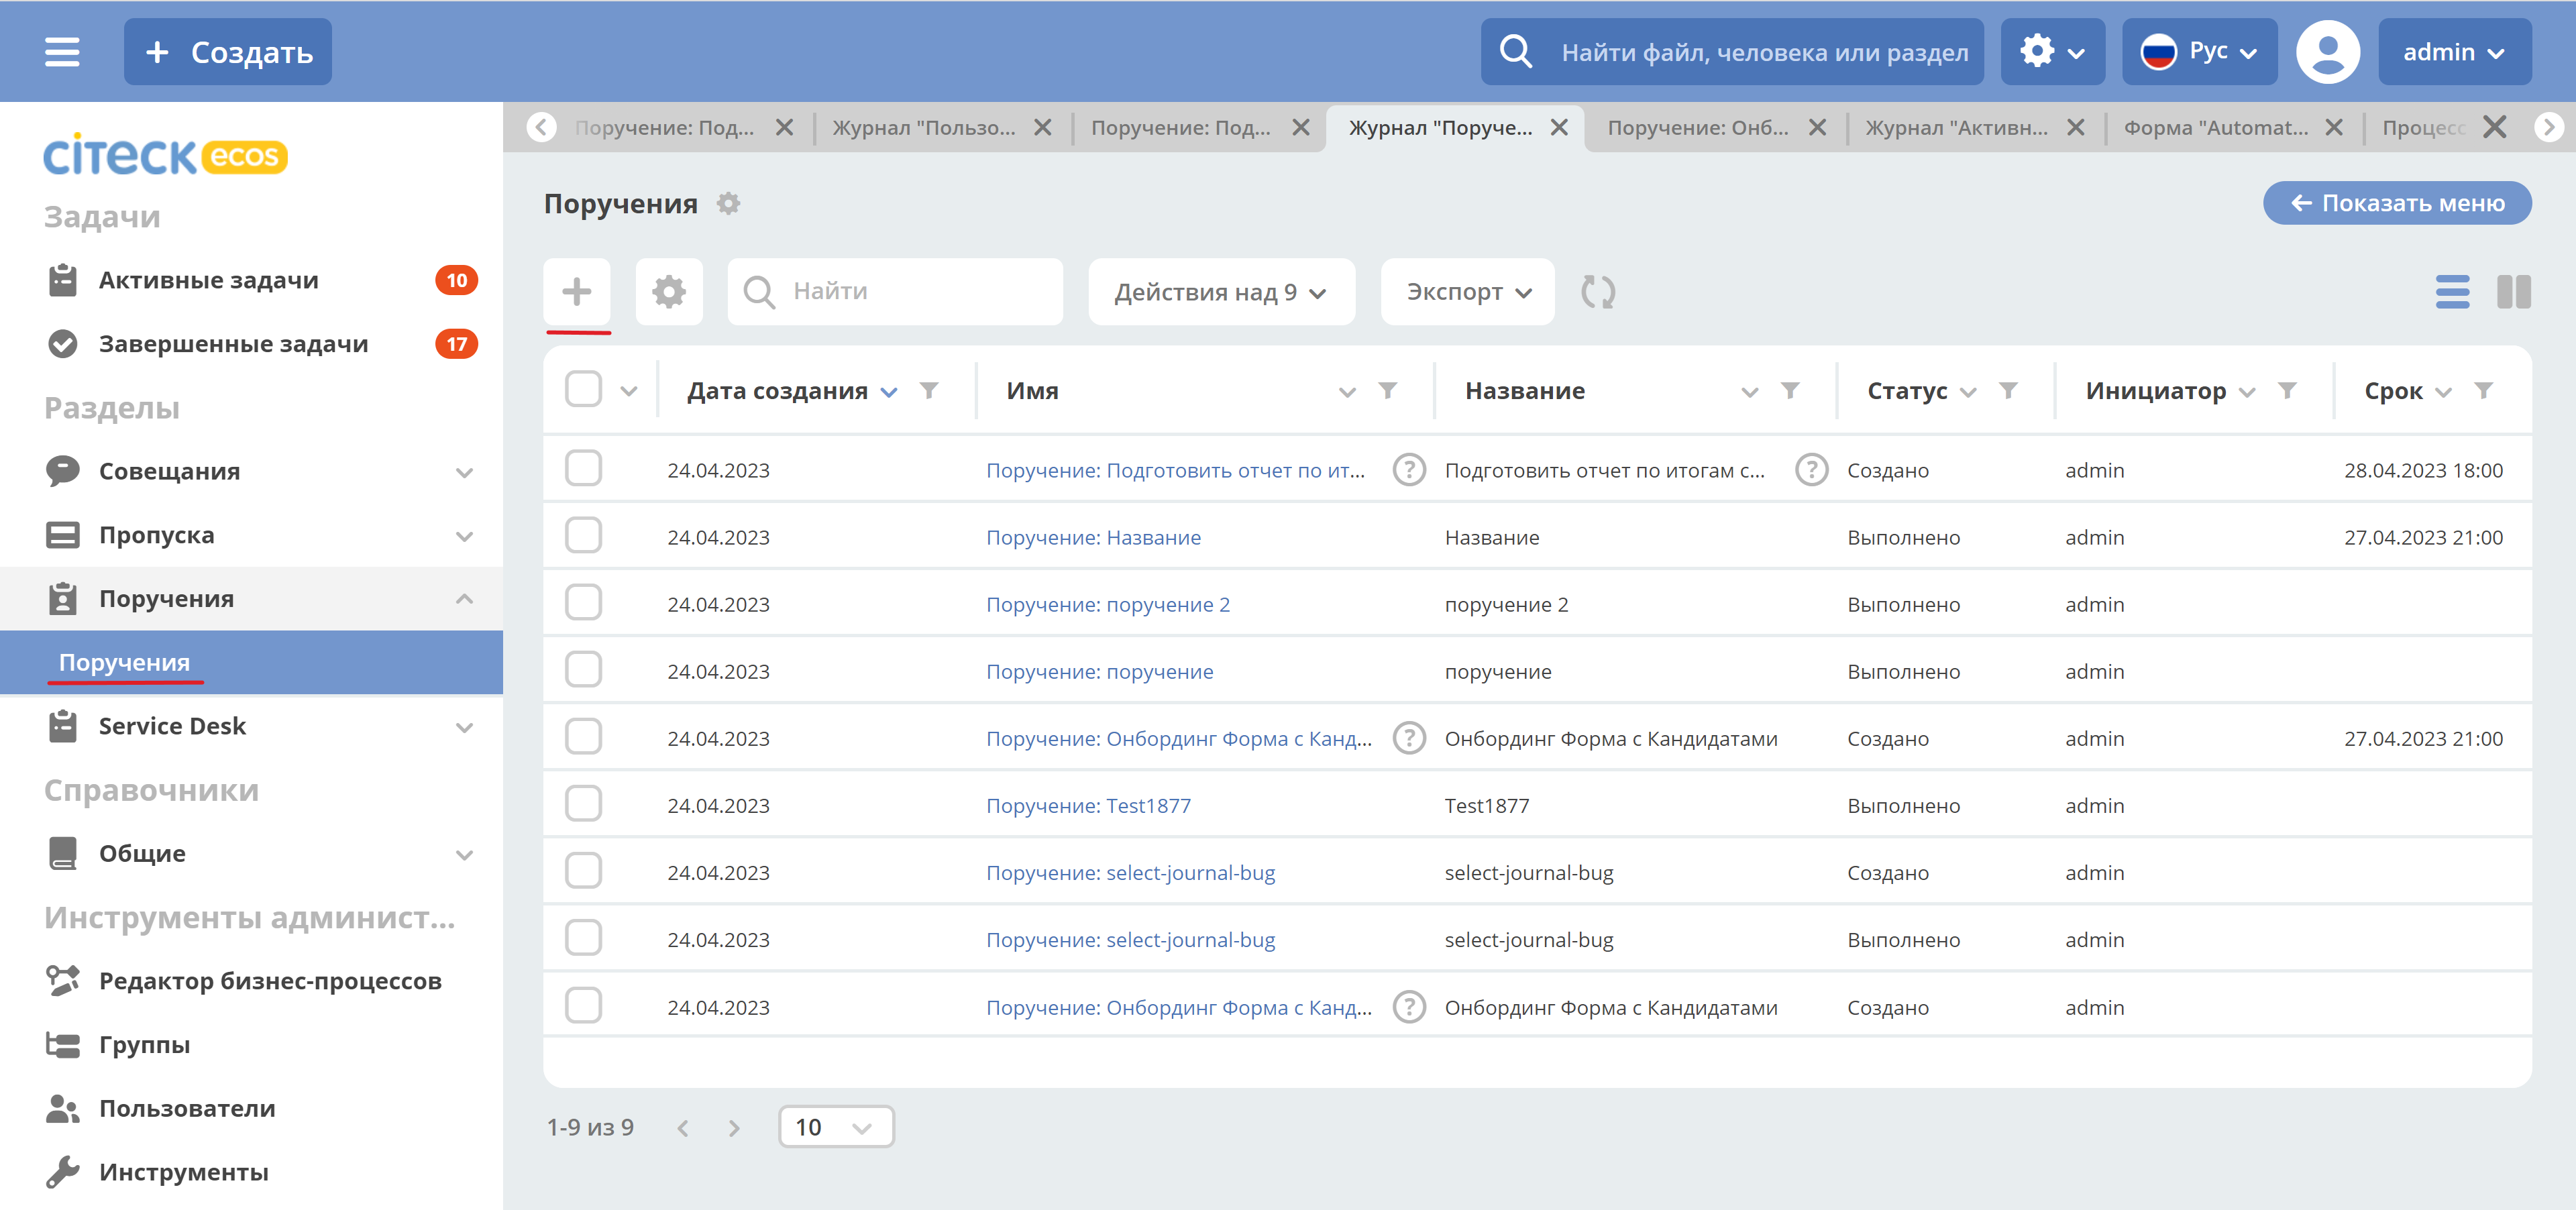 Создать
Найти файл, человека или раздел
Рус
admin
Поручение: Под...
Журнал "Пользо...
Поручение: Под...
Журнал "Поруче...
Поручение: Онб...
Журнал "Активн...
Форма "Automat...
Процесс
citeck ecos
Задачи
Активные задачи 10
Завершенные задачи 17
Разделы
Совещания
Пропуска
Поручения
Поручения
Service Desk
Справочники
Общие
Инструменты админист...
Редактор бизнес-процессов
Группы
Пользователи
Инструменты
Поручения
Показать меню
Найти
Действия над 9
Экспорт
Дата создания Имя Название Статус Инициатор Срок
24.04.2023 Поручение: Подготовить отчет по ит... ? Подготовить отчет по итогам с... ? Создано admin 28.04.2023 18:00
24.04.2023 Поручение: Название Название Выполнено admin 27.04.2023 21:00
24.04.2023 Поручение: поручение 2 поручение 2 Выполнено admin
24.04.2023 Поручение: поручение поручение Выполнено admin
24.04.2023 Поручение: Онбординг Форма с Канд... ? Онбординг Форма с Кандидатами Создано admin 27.04.2023 21:00
24.04.2023 Поручение: Test1877 Test1877 Выполнено admin
24.04.2023 Поручение: select-journal-bug select-journal-bug Создано admin
24.04.2023 Поручение: select-journal-bug select-journal-bug Выполнено admin
24.04.2023 Поручение: Онбординг Форма с Канд... ? Онбординг Форма с Кандидатами Создано admin
1-9 из 9
10